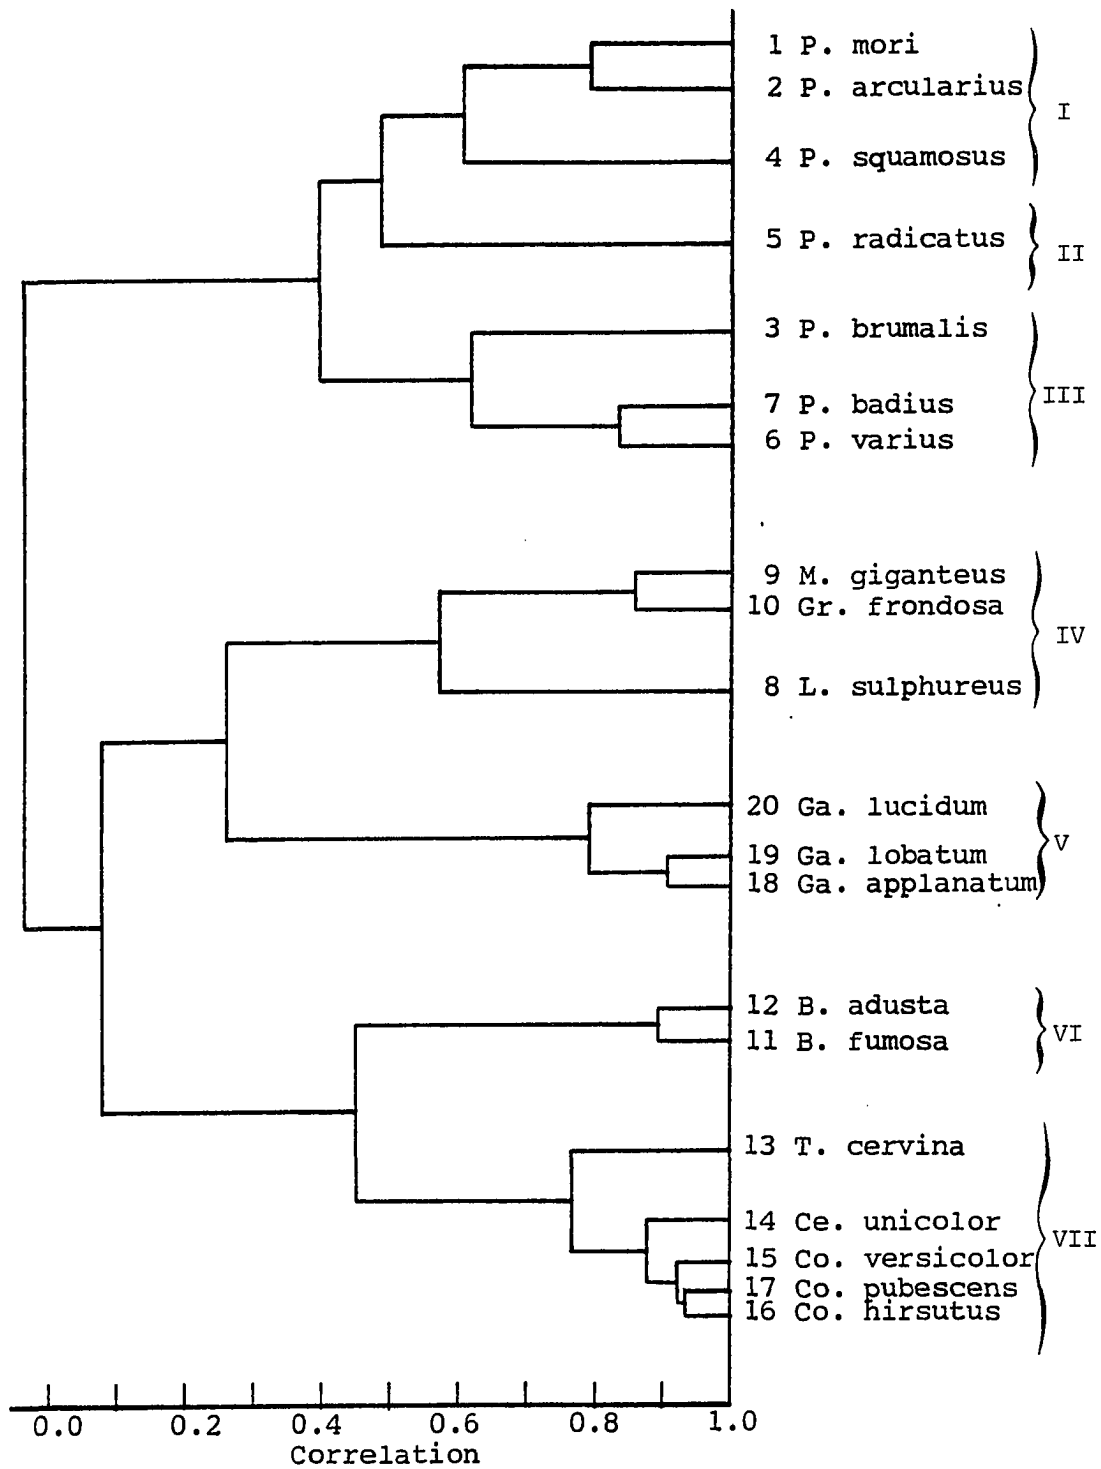 1 P. mori
2 P. arcularius
I
4 P. squamosus
5 P. radicatus
II
3 P. brumalis
III
7 P. badius
6 P. varius
9 M. giganteus
10 Gr. frondosa
IV
8 L. sulphureus
20 Ga. lucidum
V
19 Ga. lobatum
18 Ga. applanatum
12 B. adusta
VI
11 B. fumosa
13 T. cervina
14 Ce. unicolor
VII
15 Co. versicolor
17 Co. pubescens
16 Co. hirsutus
0.0 0.2 0.4 0.6 0.8 1.0
Correlation